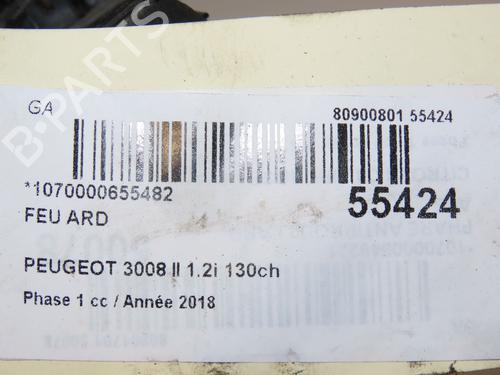 B-PARTS
GA
80900801 55424
*1070000655482
55424
FEU ARD
PEUGEOT 3008 II 1.2i 130ch
Phase 1 cc / Année 2018